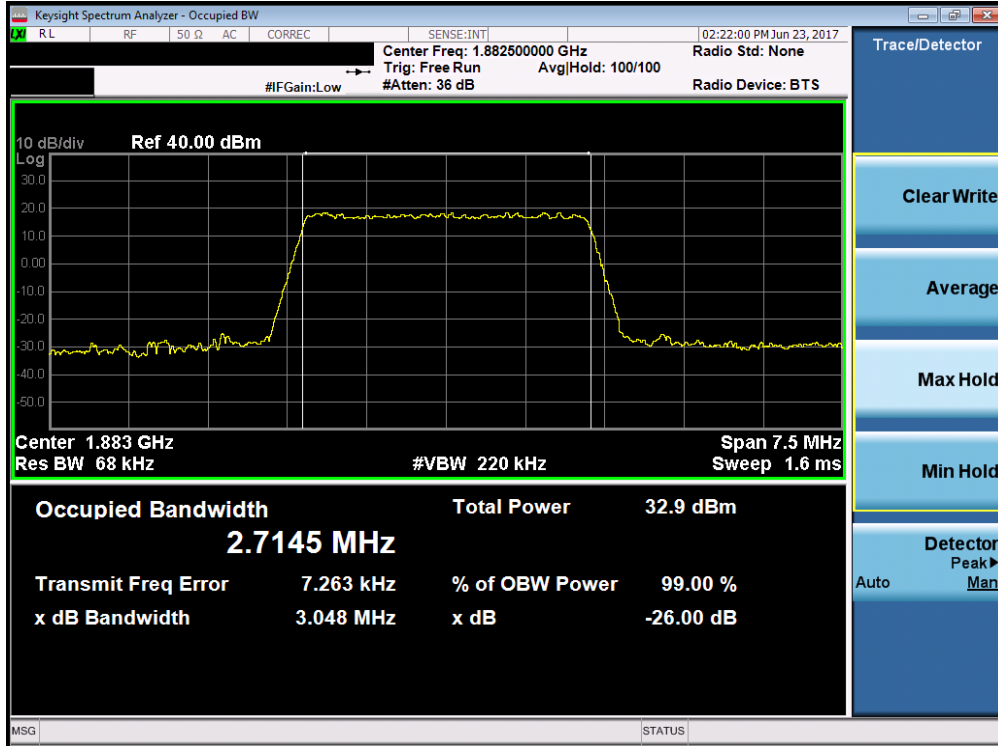 Keysight Spectrum Analyzer - Occupied BW
LXI RL RF 50 Ω AC CORREC SENSE:INT 02:22:00 PM Jun 23, 2017
Center Freq: 1.882500000 GHz Radio Std: None
Trig: Free Run Avg|Hold: 100/100
#IFGain:Low #Atten: 36 dB Radio Device: BTS
Trace/Detector
10 dB/div Ref 40.00 dBm
Log
30.0
20.0
10.0
0.00
-10.0
-20.0
-30.0
-40.0
-50.0
Center 1.883 GHz Span 7.5 MHz
Res BW 68 kHz #VBW 220 kHz Sweep 1.6 ms
Occupied Bandwidth Total Power 32.9 dBm
2.7145 MHz
Transmit Freq Error 7.263 kHz % of OBW Power 99.00 %
x dB Bandwidth 3.048 MHz x dB -26.00 dB
Clear Write
Average
Max Hold
Min Hold
Detector
Peak▶
Auto Man
MSG STATUS